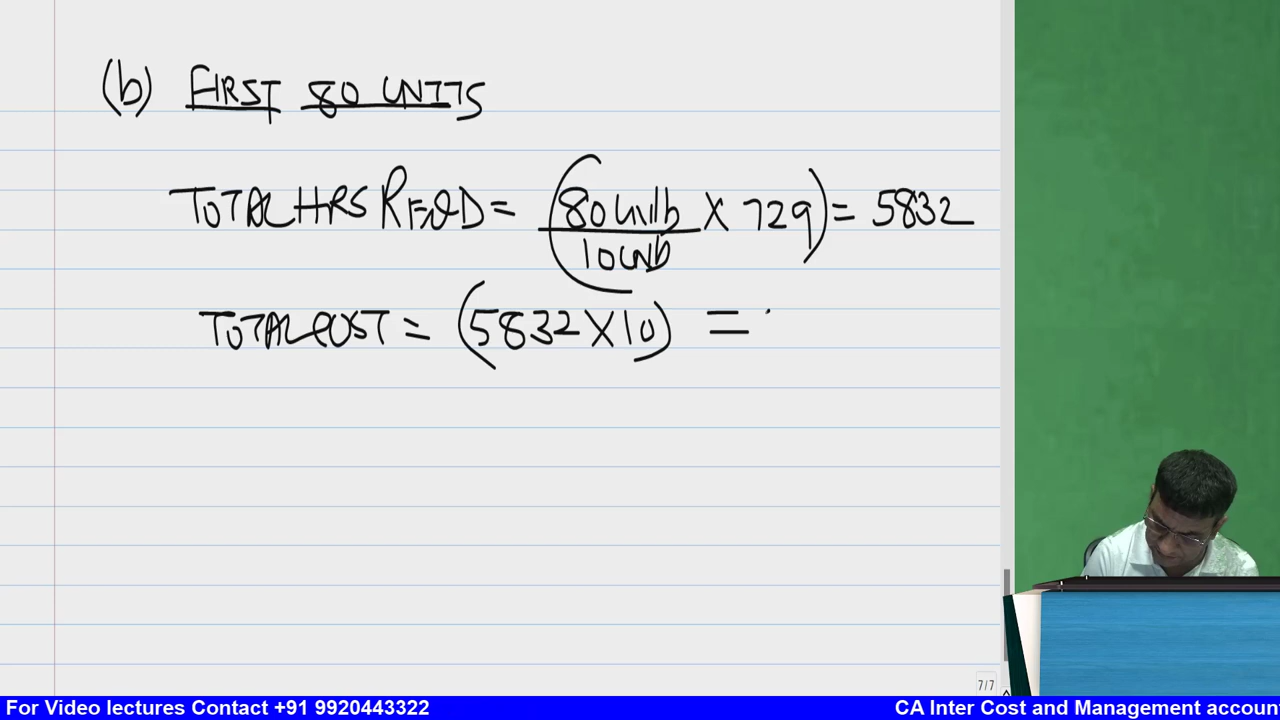 (b) FIRST 80 UNITS
TOTAL HRS REQD = (80 units / 10 units X 729) = 5832
TOTAL COST = (5832 X 10) =
7/7
For Video lectures Contact +91 9920443322 CA Inter Cost and Management accoun